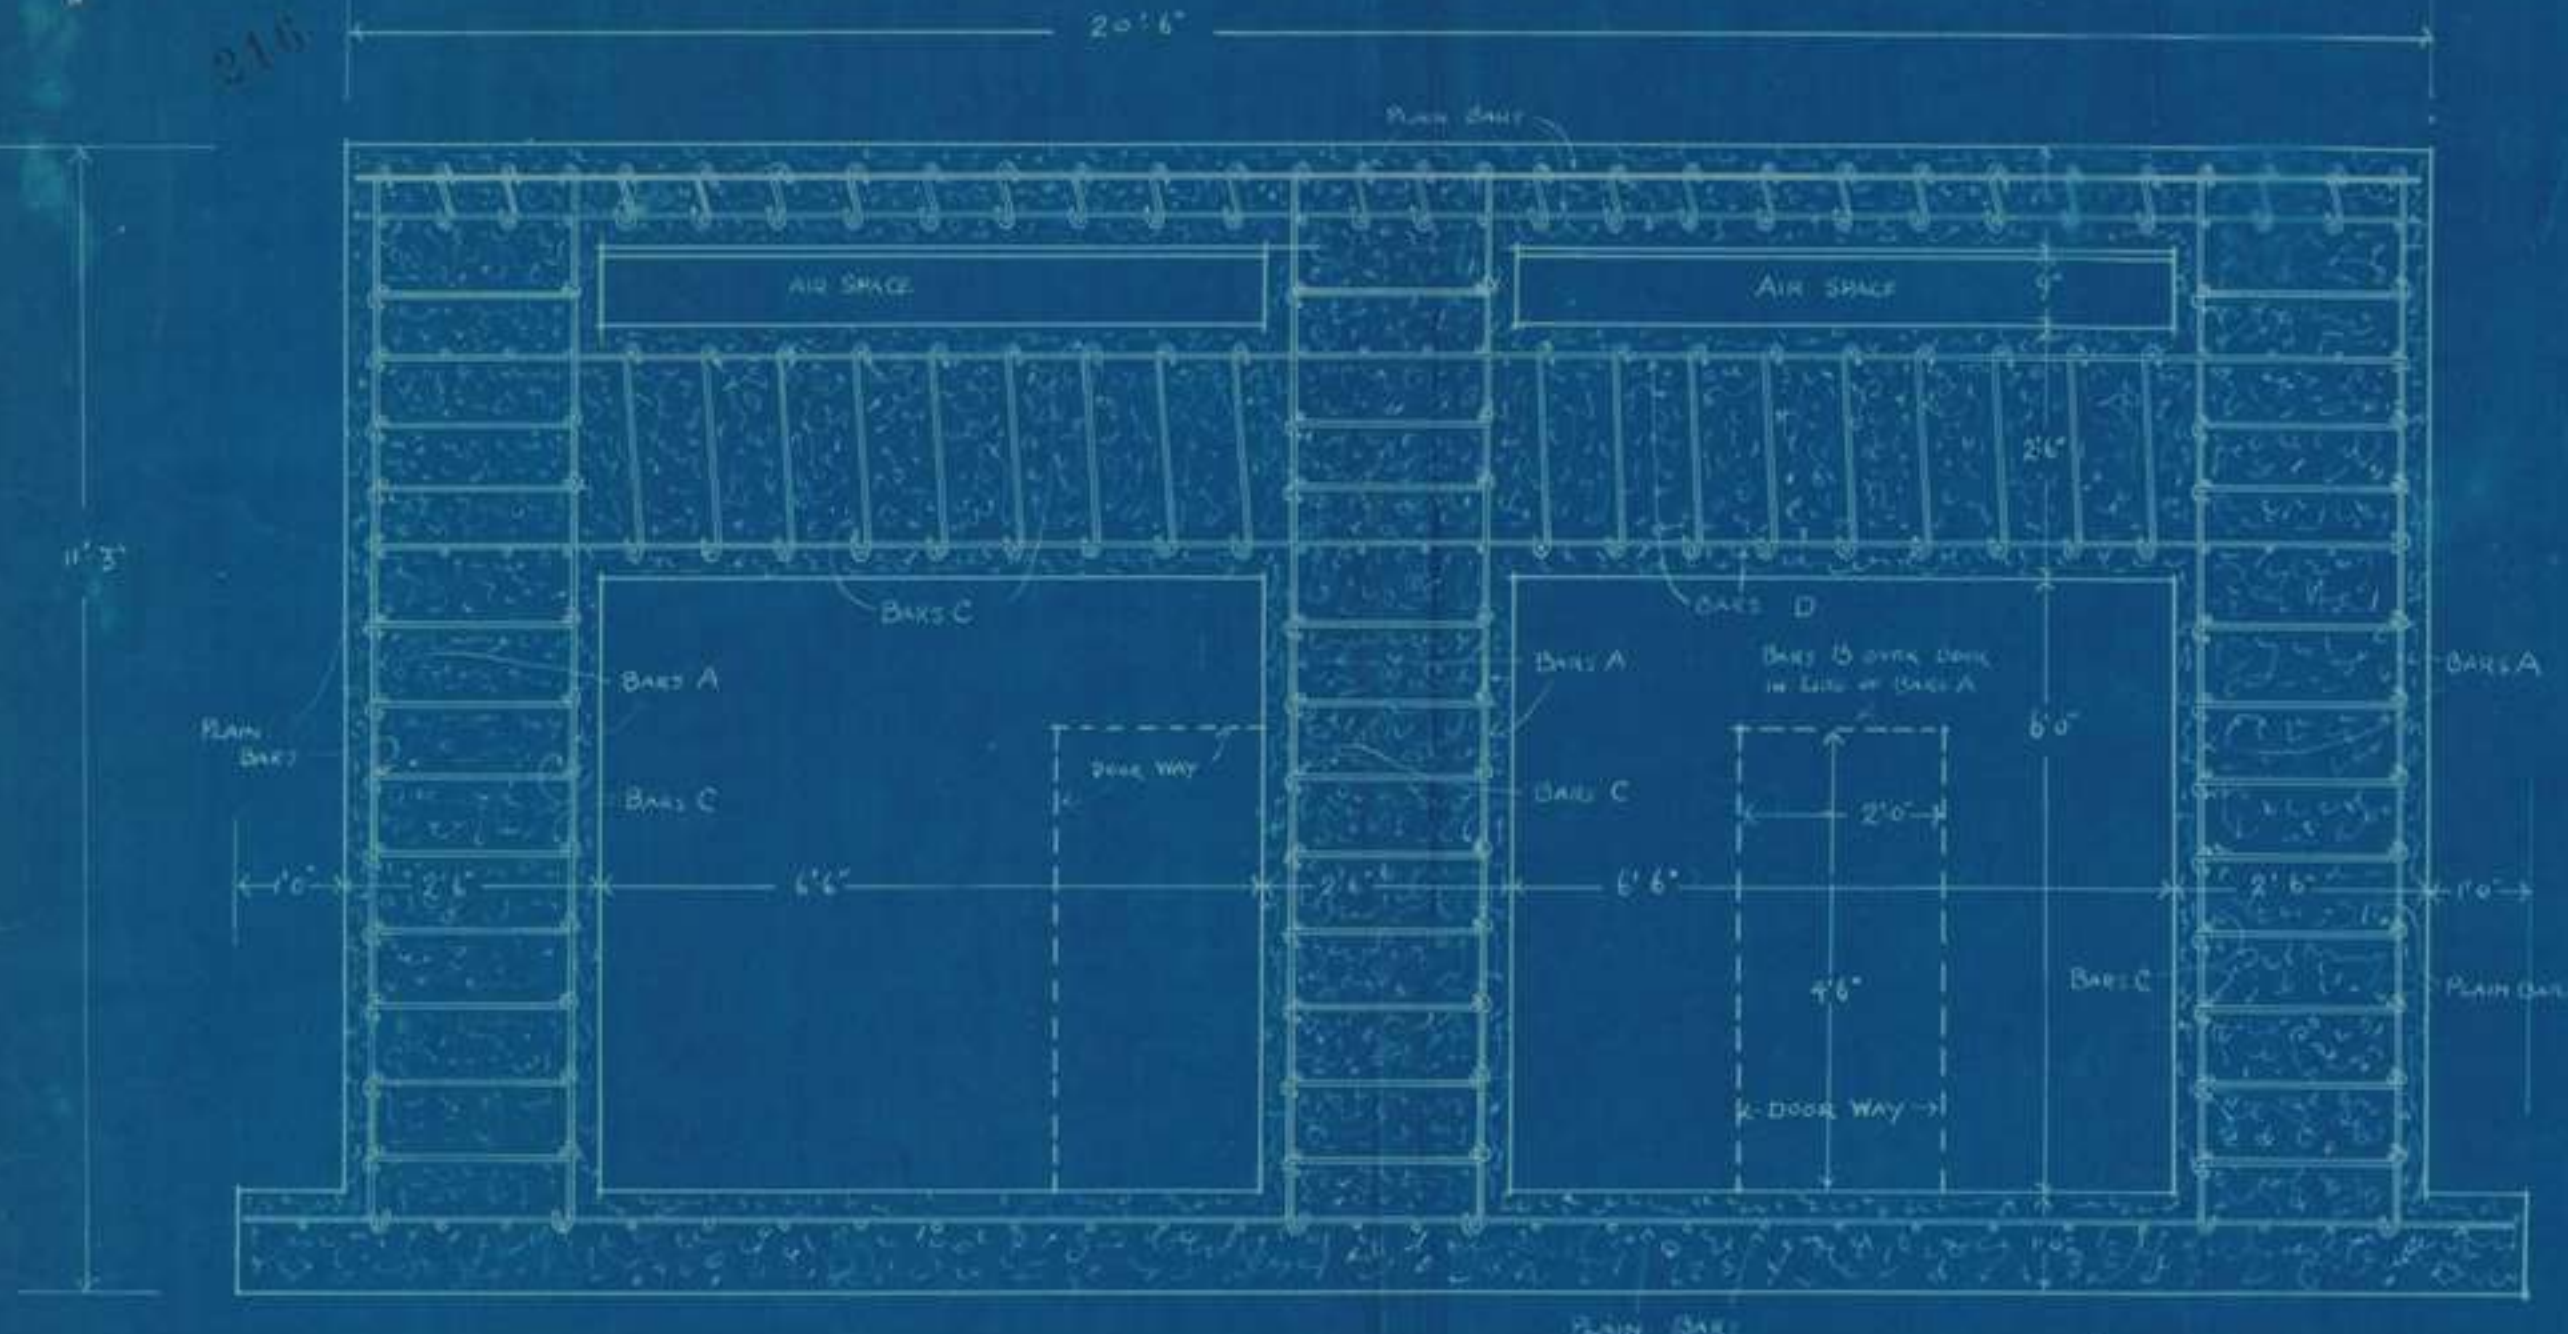 216
20'6"
PLAIN BARS
AIR SPACE
AIR SPACE
9"
2'6"
11'3"
BARS C
BARS D
BARS A
BARS A
BARS B OVER DOOR
IN LIEU OF BARS A
BARS A
PLAIN
BARS
6'0"
DOOR WAY
BARS C
BARS C
2'0"
1'0"
2'6"
6'6"
2'6"
6'6"
2'6"
1'0"
4'6"
BARS C
PLAIN BAR
DOOR WAY
1'0"
PLAIN BARS